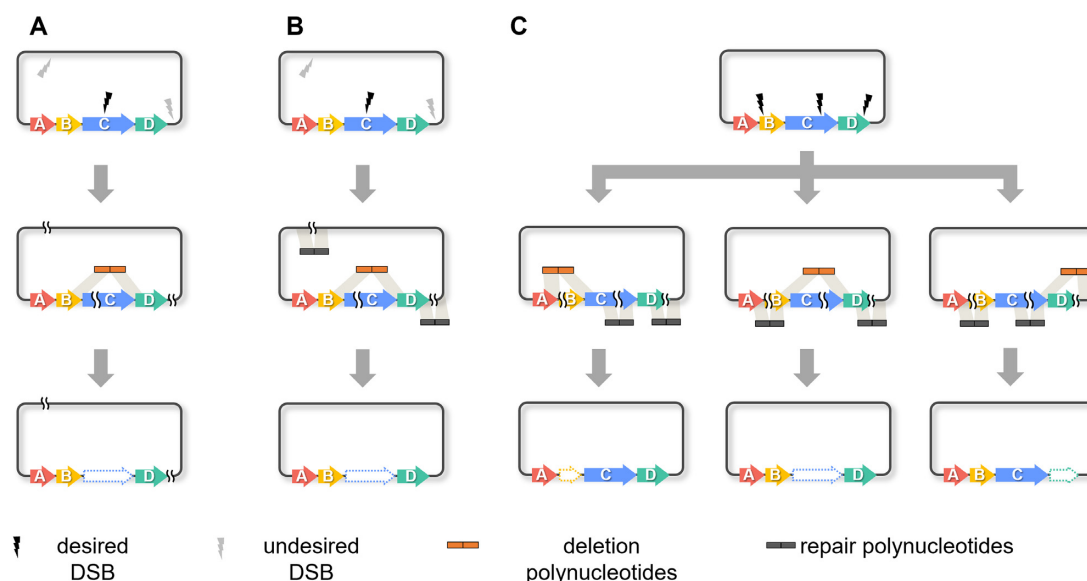 A B C
A B C D
A B C D
A B C D
A B C D
A B C D
A B C D
A B C D
A B C D
A B D
A B D
A C D
A B D
A B C
desired
DSB
undesired
DSB
deletion
polynucleotides
repair polynucleotides